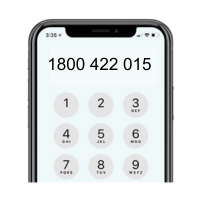 3:35
1800 422 015
1 2 3
DEF
4 5 6
GHI JKL MNO
7 8 9
PQRS TUV WXYZ